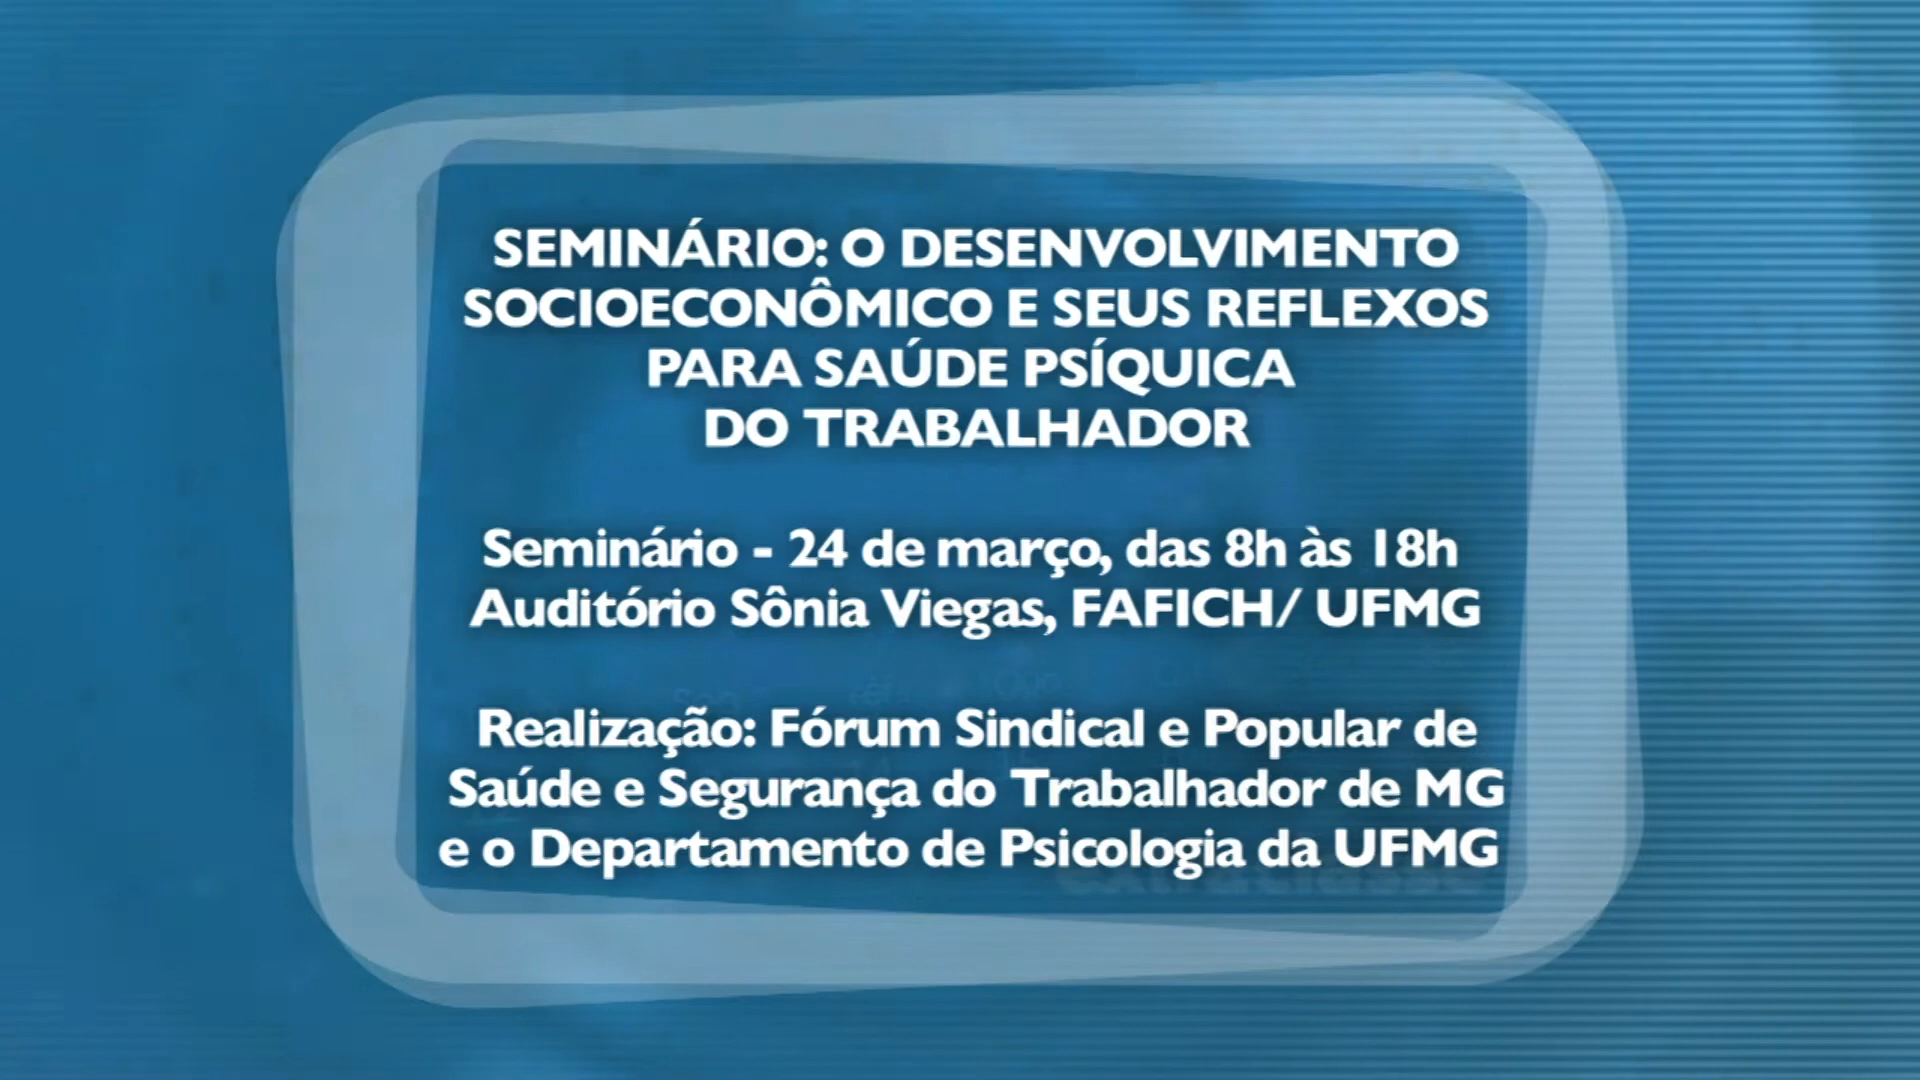 SEMINÁRIO: O DESENVOLVIMENTO
SOCIOECONÔMICO E SEUS REFLEXOS
PARA SAÚDE PSÍQUICA
DO TRABALHADOR
Seminário - 24 de março, das 8h às 18h
Auditório Sônia Viegas, FAFICH/ UFMG
Realização: Fórum Sindical e Popular de
Saúde e Segurança do Trabalhador de MG
e o Departamento de Psicologia da UFMG